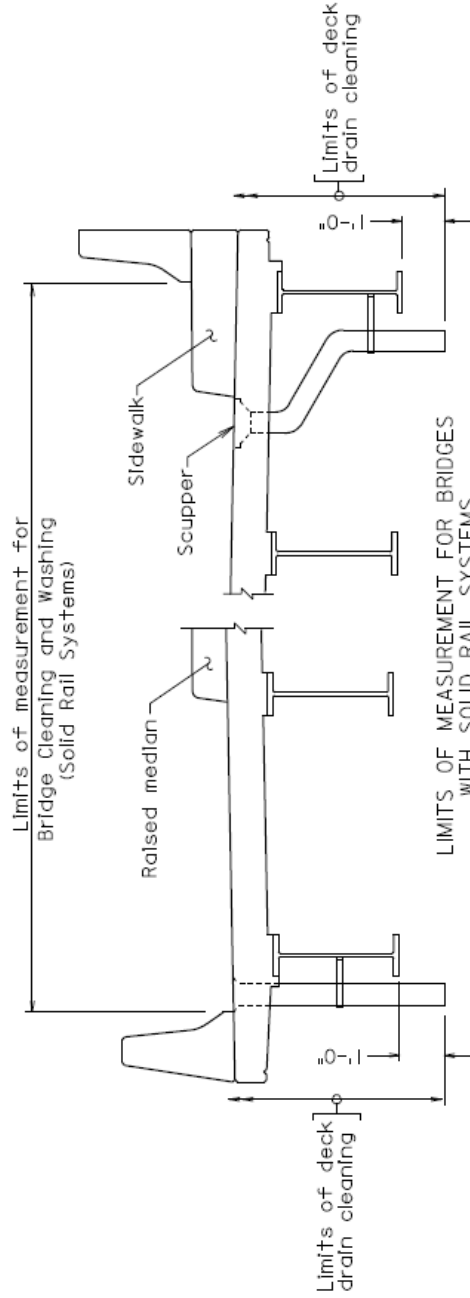 Limits of measurement for
Bridge Cleaning and Washing
(Solid Rail Systems)
Raised median
Sidewalk
Scupper
1'-0"
1'-0"
Limits of deck
drain cleaning
Limits of deck
drain cleaning
LIMITS OF MEASUREMENT FOR BRIDGES
WITH SOLID RAIL SYSTEMS